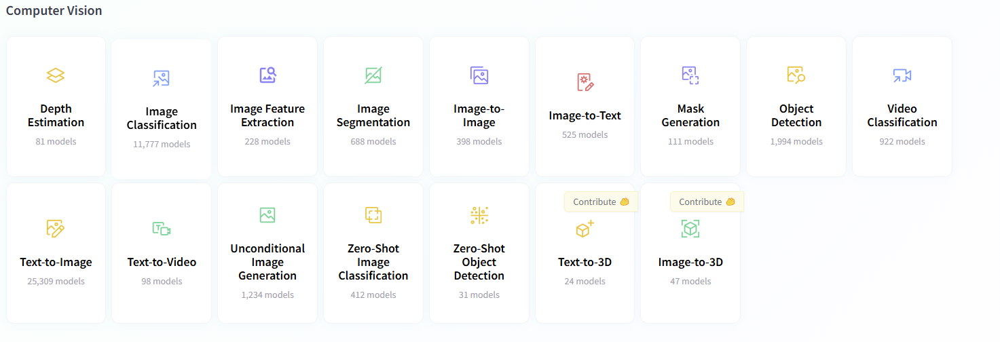 Computer Vision
Depth
Estimation
81 models
Image
Classification
11,777 models
Image Feature
Extraction
228 models
Image
Segmentation
688 models
Image-to-
Image
398 models
Image-to-Text
525 models
Mask
Generation
111 models
Object
Detection
1,994 models
Video
Classification
922 models
Text-to-Image
25,309 models
Text-to-Video
98 models
Unconditional
Image
Generation
1,234 models
Zero-Shot
Image
Classification
412 models
Zero-Shot
Object
Detection
31 models
Contribute
Text-to-3D
24 models
Contribute
Image-to-3D
47 models